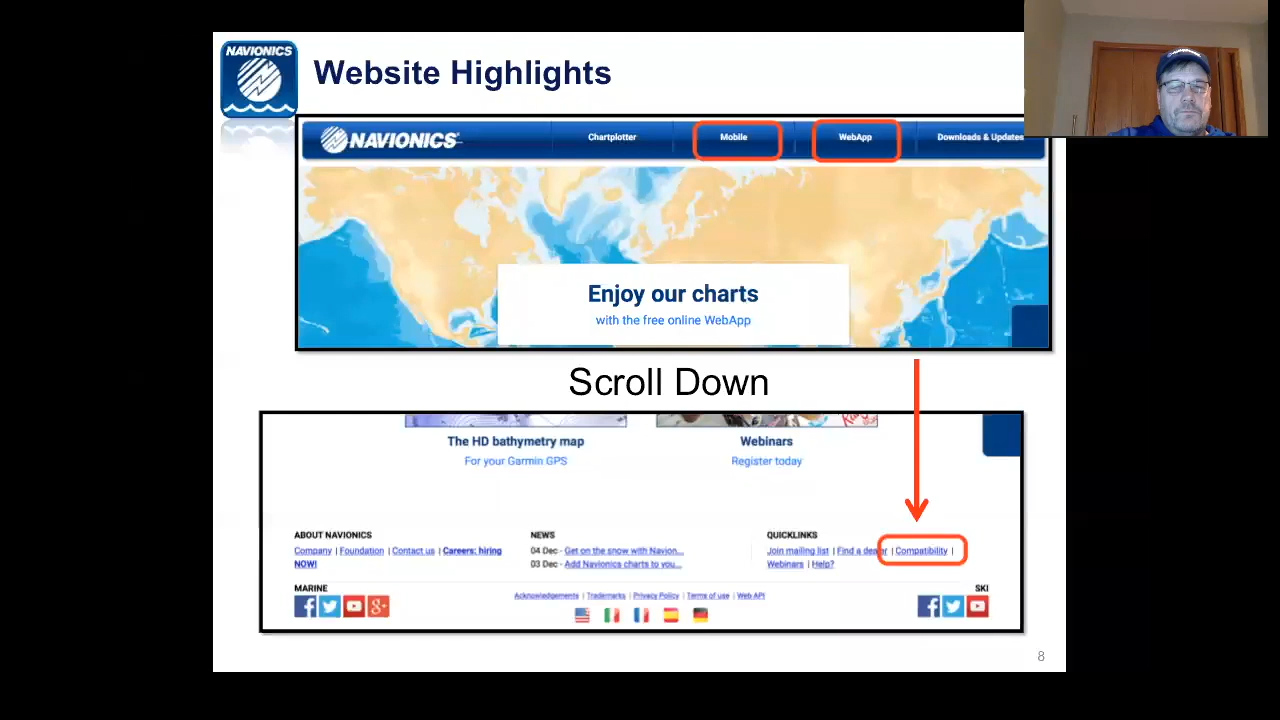 NAVIONICS
Website Highlights
NAVIONICS
Chartplotter
Mobile
WebApp
Downloads & Updates
Enjoy our charts
with the free online WebApp
Scroll Down
The HD bathymetry map
For your Garmin GPS
Webinars
Register today
ABOUT NAVIONICS
Company | Foundation | Contact us | Careers: hiring
NOW!
NEWS
04 Dec - Get on the snow with Navion...
03 Dec - Add Navionics charts to you...
QUICKLINKS
Join mailing list | Find a dealer | Compatibility |
Webinars | Help?
MARINE
Acknowledgements | Trademarks | Privacy Policy | Terms of use | Web API
SKI
8